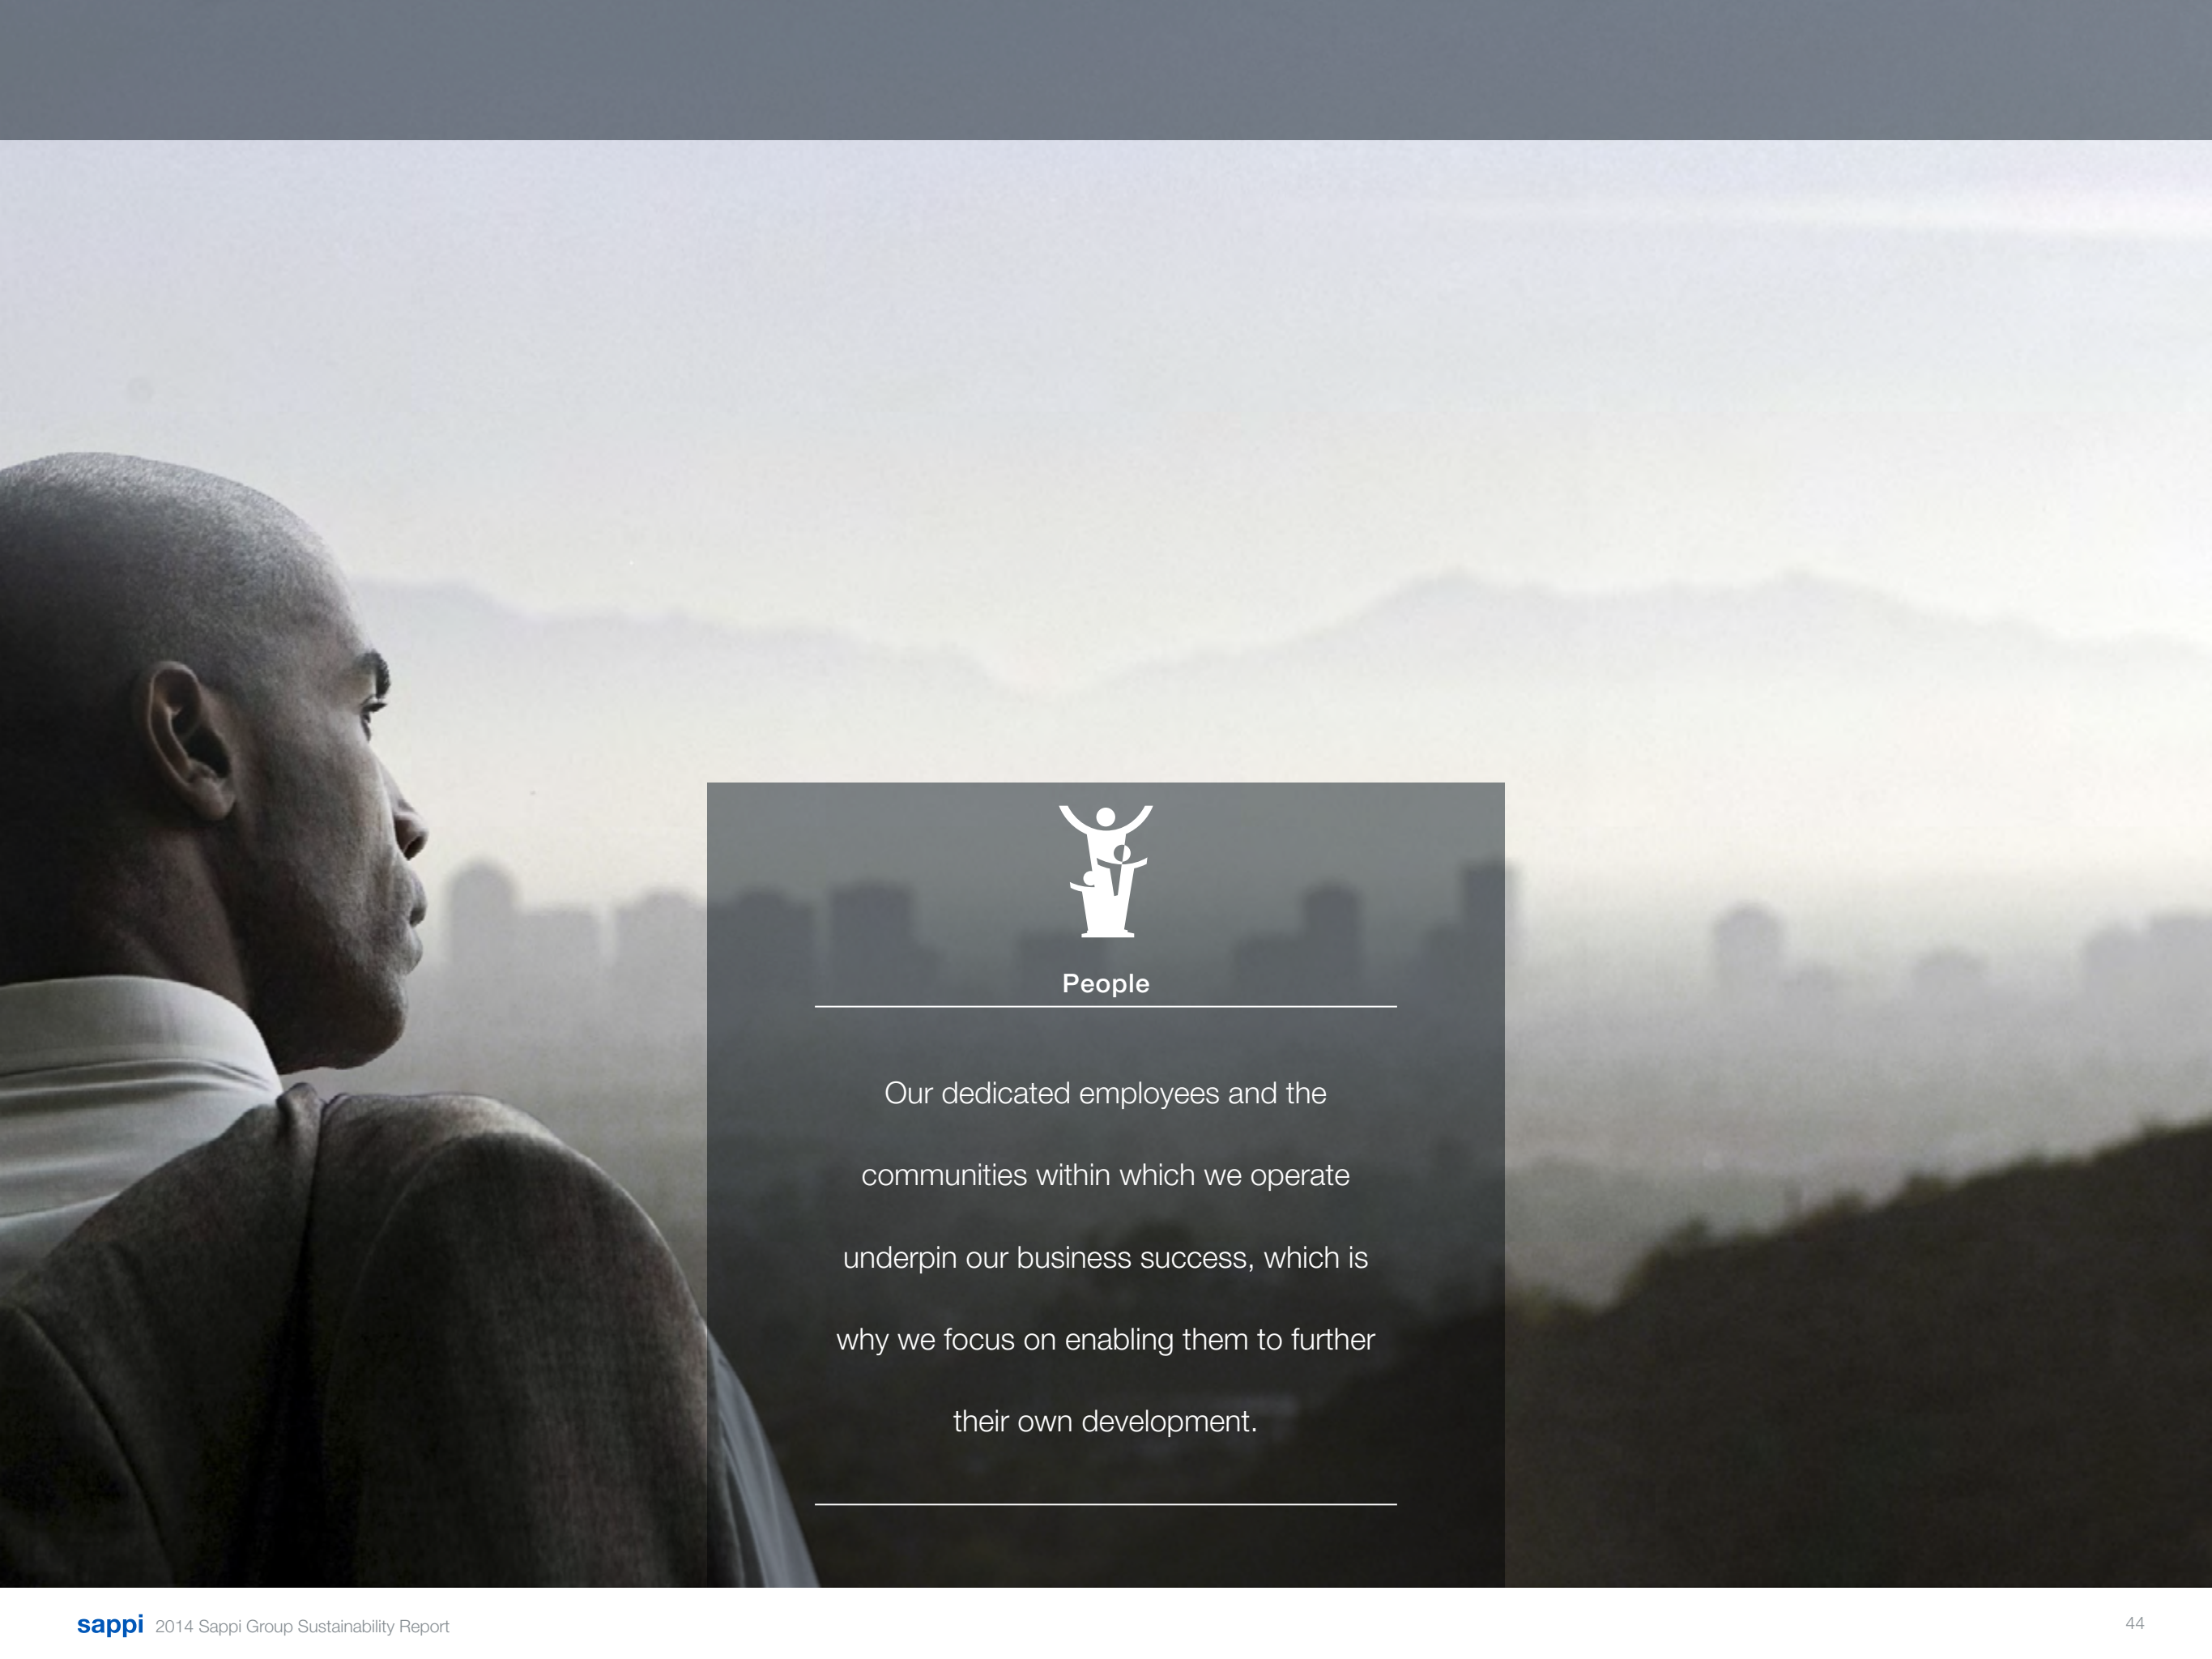 People
Our dedicated employees and the
communities within which we operate
underpin our business success, which is
why we focus on enabling them to further
their own development.
sappi 2014 Sappi Group Sustainability Report
44